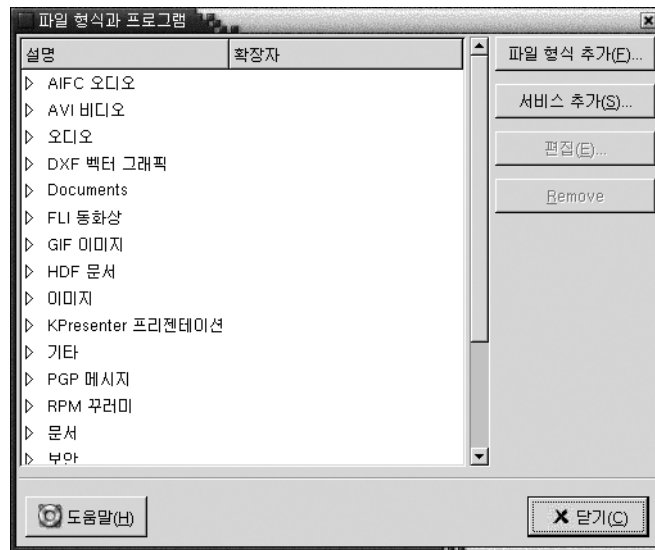 파일 형식과 프로그램
설명 확장자
AIFC 오디오
AVI 비디오
오디오
DXF 벡터 그래픽
Documents
FLI 동화상
GIF 이미지
HDF 문서
이미지
KPresenter 프리젠테이션
기타
PGP 메시지
RPM 꾸러미
문서
보안
파일 형식 추가(F)...
서비스 추가(S)...
편집(E)...
Remove
도움말(H)
닫기(C)